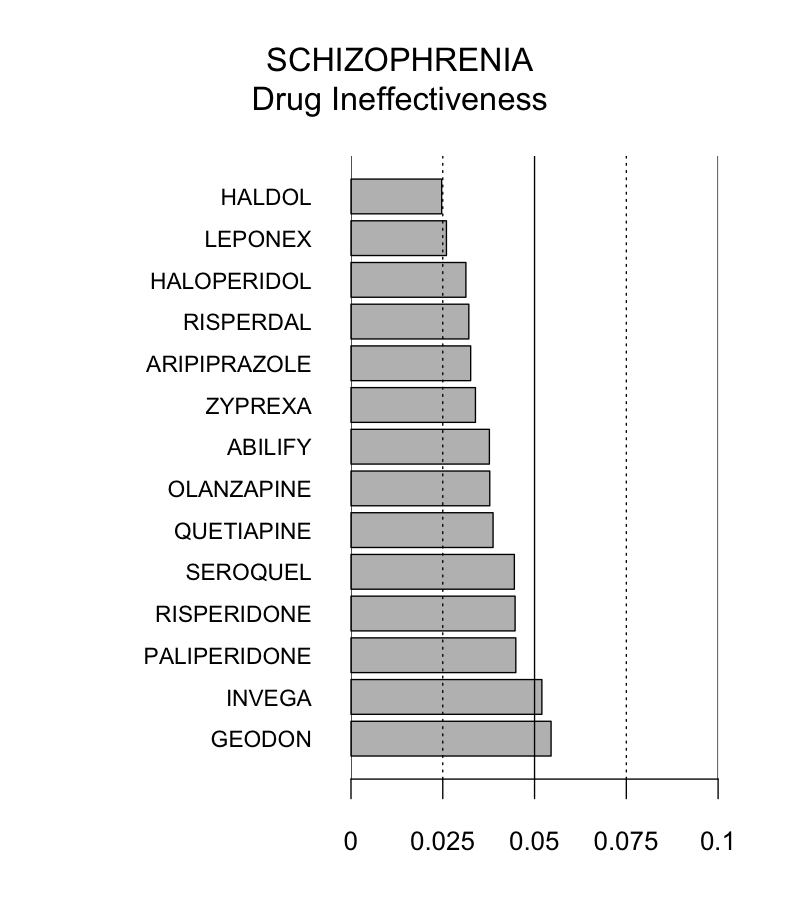 SCHIZOPHRENIA
Drug Ineffectiveness
HALDOL
LEPONEX
HALOPERIDOL
RISPERDAL
ARIPIPRAZOLE
ZYPREXA
ABILIFY
OLANZAPINE
QUETIAPINE
SEROQUEL
RISPERIDONE
PALIPERIDONE
INVEGA
GEODON
0 0.025 0.05 0.075 0.1